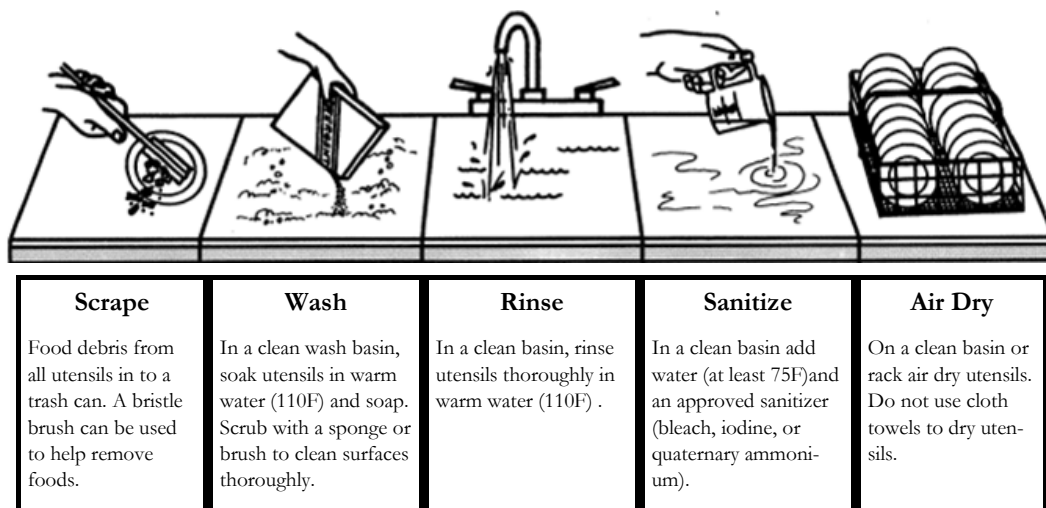 Scrape
Food debris from
all utensils in to a
trash can. A bristle
brush can be used
to help remove
foods.
Wash
In a clean wash basin,
soak utensils in warm
water (110F) and soap.
Scrub with a sponge or
brush to clean surfaces
thoroughly.
Rinse
In a clean basin, rinse
utensils thoroughly in
warm water (110F) .
Sanitize
In a clean basin add
water (at least 75F)and
an approved sanitizer
(bleach, iodine, or
quaternary ammoni-
um).
Air Dry
On a clean basin or
rack air dry utensils.
Do not use cloth
towels to dry uten-
sils.